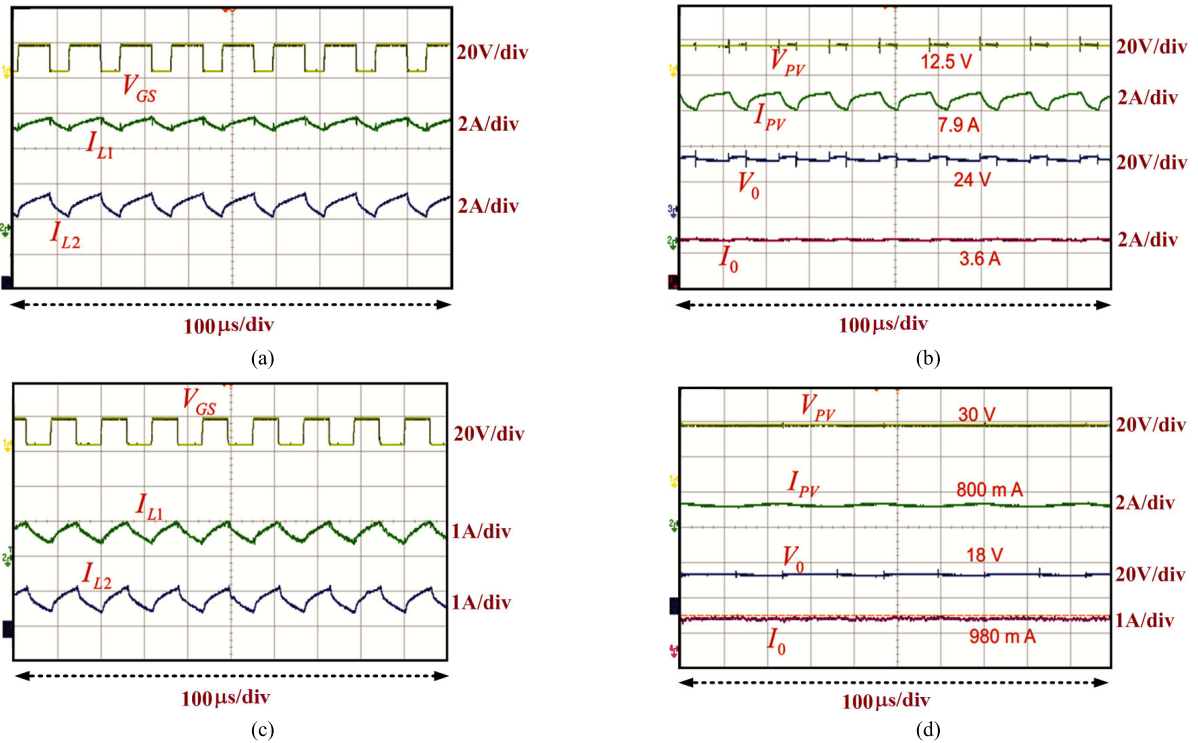 20V/div
V_GS
2A/div
I_L1
2A/div
I_L2
100μs/div
(a)
20V/div
V_PV
12.5 V
2A/div
I_PV
7.9 A
20V/div
V_0
24 V
2A/div
I_0
3.6 A
100μs/div
(b)
V_GS
20V/div
I_L1
1A/div
I_L2
1A/div
100μs/div
(c)
V_PV
30 V
20V/div
I_PV
800 mA
2A/div
V_0
18 V
20V/div
1A/div
I_0
980 mA
100μs/div
(d)